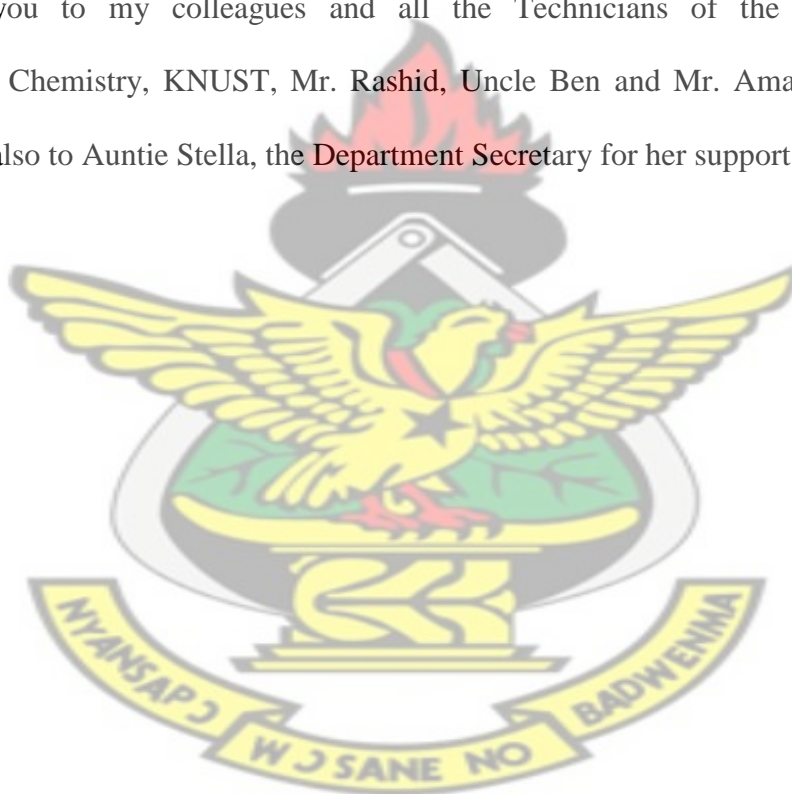 you to my colleagues and all the Technicians of the
Chemistry, KNUST, Mr. Rashid, Uncle Ben and Mr. Ama
also to Auntie Stella, the Department Secretary for her support
NYANSAPƆ WƆSANE NO BADWENMA